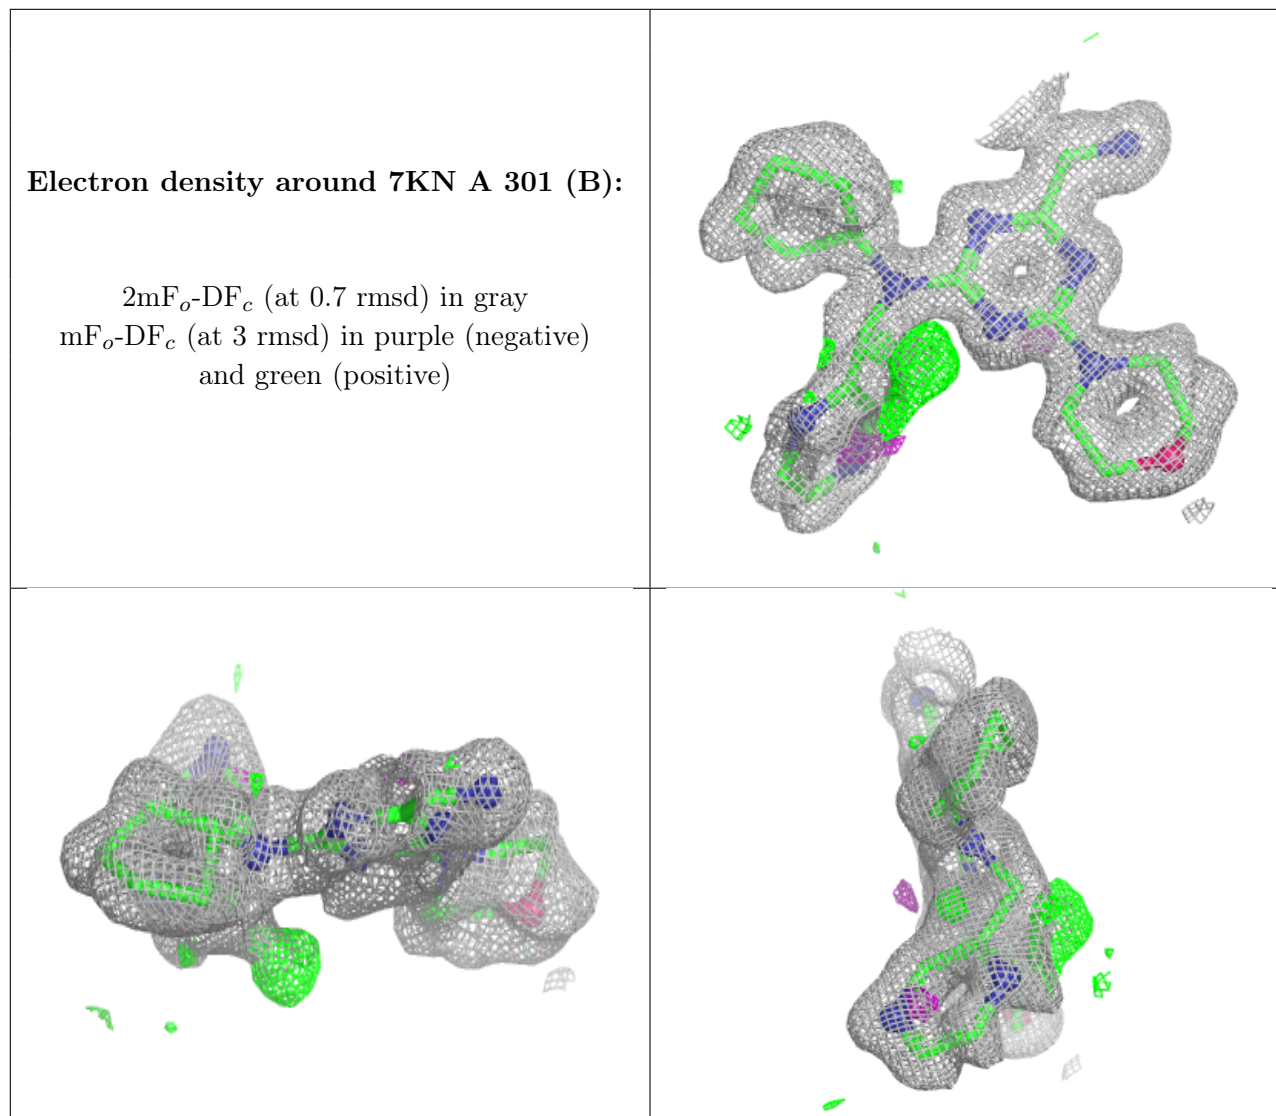 Electron density around 7KN A 301 (B):
2mFo-DFc (at 0.7 rmsd) in gray
mFo-DFc (at 3 rmsd) in purple (negative)
and green (positive)